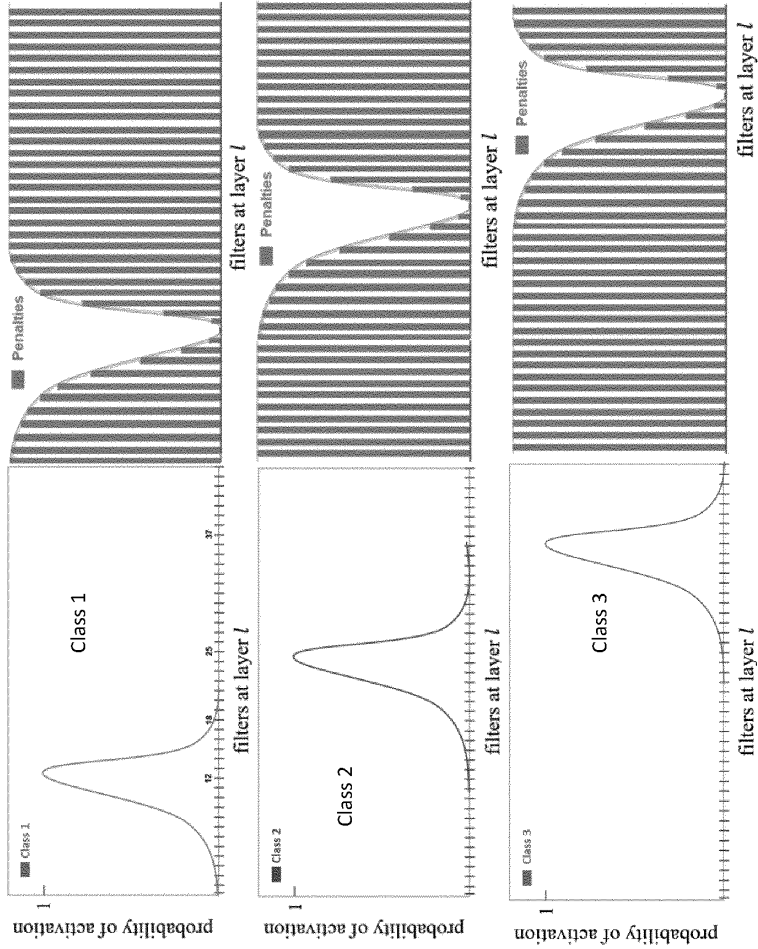 probability of activation
1
Class 1
Class 1
12
18
25
37
filters at layer l
Penalties
filters at layer l
probability of activation
1
Class 2
Class 2
filters at layer l
Penalties
filters at layer l
probability of activation
1
Class 3
Class 3
filters at layer l
Penalties
filters at layer l